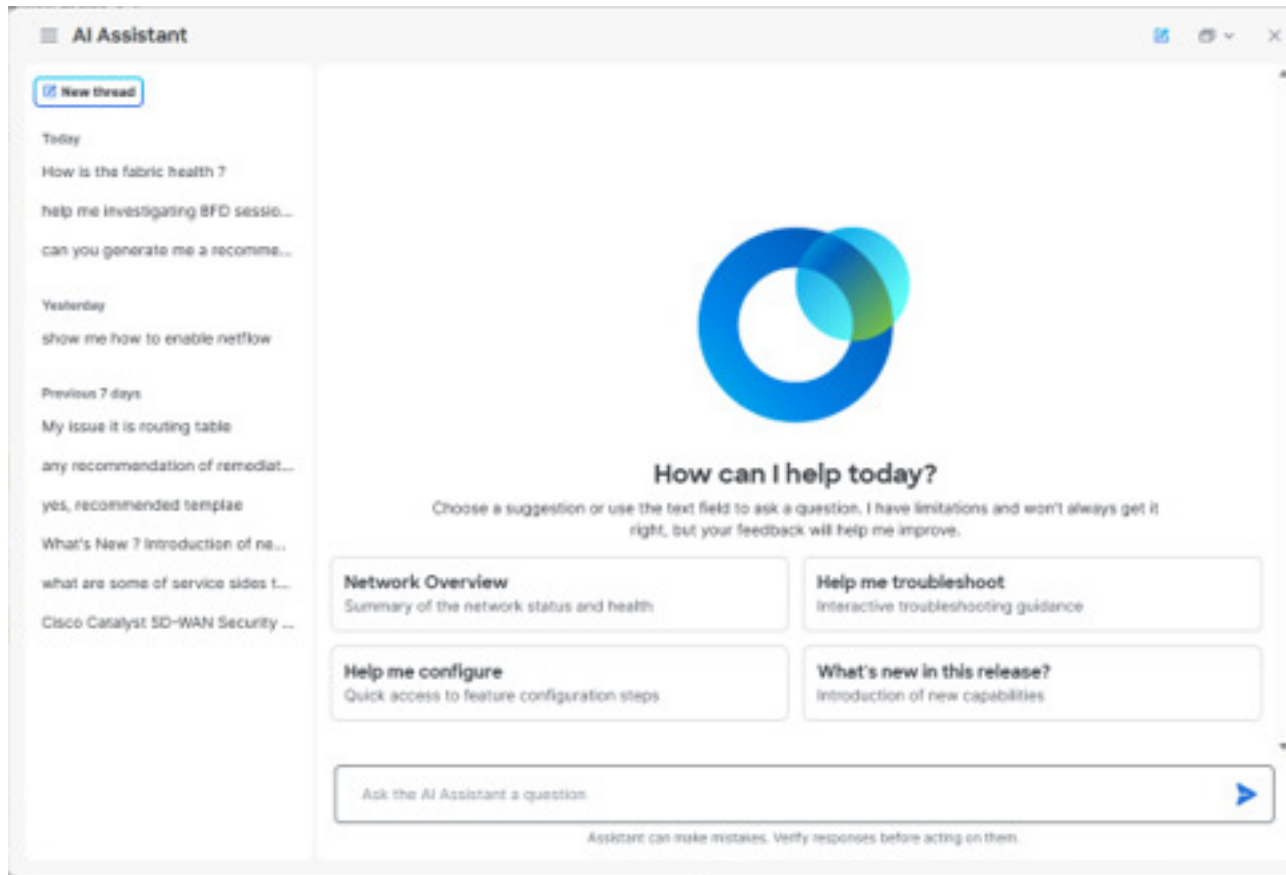 AI Assistant
New thread
Today
How is the fabric health ?
help me investigating BFD sessio...
can you generate me a recomme...
Yesterday
show me how to enable netflow
Previous 7 days
My issue it is routing table
any recommendation of remediat...
yes, recommended templae
What's New ? Introduction of ne...
what are some of service sides t...
Cisco Catalyst SD-WAN Security ...
How can I help today?
Choose a suggestion or use the text field to ask a question. I have limitations and won't always get it
right, but your feedback will help me improve.
Network Overview
Summary of the network status and health
Help me troubleshoot
Interactive troubleshooting guidance
Help me configure
Quick access to feature configuration steps
What's new in this release?
Introduction of new capabilities
Ask the AI Assistant a question
Assistant can make mistakes. Verify responses before acting on them.